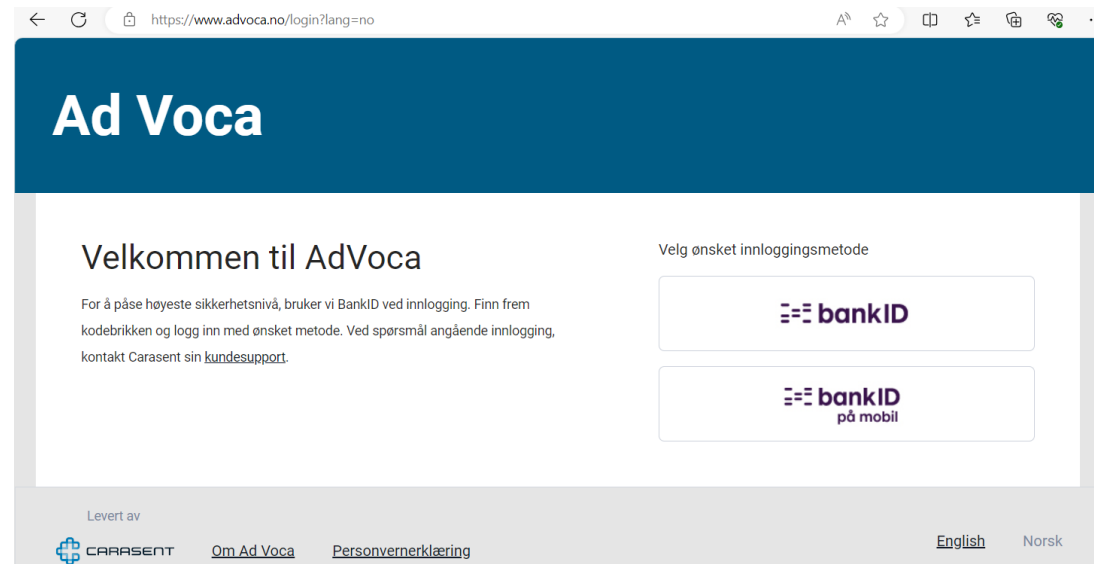 https://www.advoca.no/login?lang=no
Ad Voca
Velkommen til AdVoca
For å påse høyeste sikkerhetsnivå, bruker vi BankID ved innlogging. Finn frem
kodebrikken og logg inn med ønsket metode. Ved spørsmål angående innlogging,
kontakt Carasent sin kundesupport.
Velg ønsket innloggingsmetode
bankID
bankID
på mobil
Levert av
CARASENT
Om Ad Voca
Personvernerklæring
English
Norsk